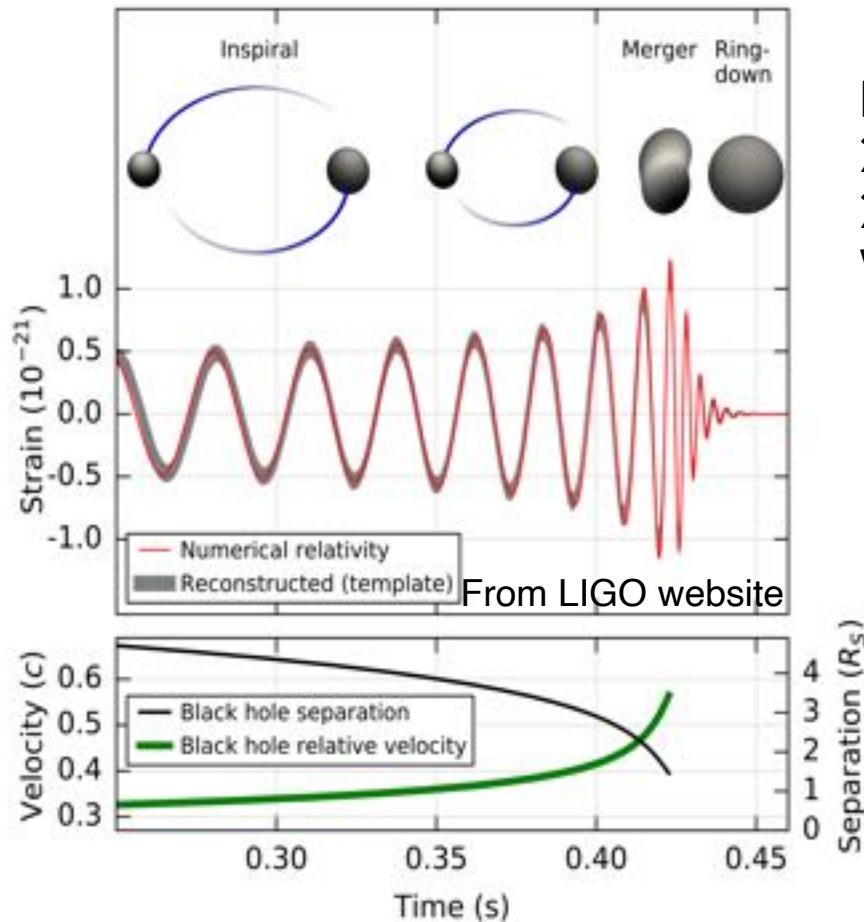 Inspiral
Merger
Ring-
down
Strain (10⁻²¹)
1.0
0.5
0.0
-0.5
-1.0
Numerical relativity
Reconstructed (template)
From LIGO website
Velocity (c)
0.6
0.5
0.4
0.3
Black hole separation
Black hole relative velocity
4
3
2
1
0
Separation (R_S)
0.30
0.35
0.40
0.45
Time (s)